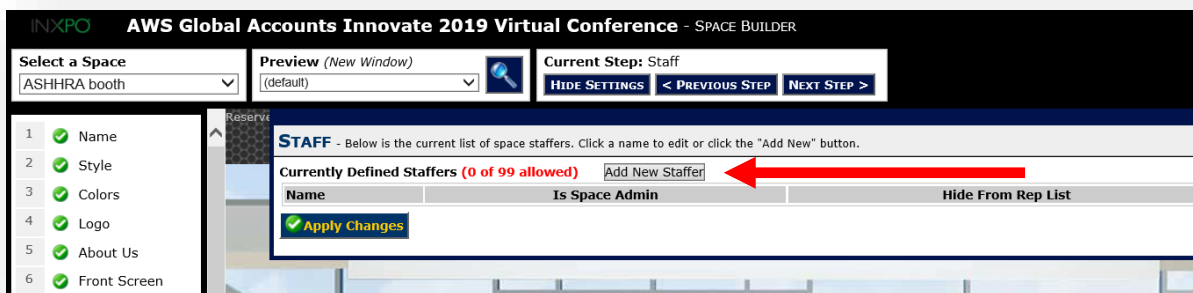 INXPO AWS Global Accounts Innovate 2019 Virtual Conference - SPACE BUILDER
Select a Space
ASHHRA booth
Preview (New Window)
(default)
Current Step: Staff
HIDE SETTINGS < PREVIOUS STEP NEXT STEP >
1 Name
2 Style
3 Colors
4 Logo
5 About Us
6 Front Screen
Reserve
STAFF - Below is the current list of space staffers. Click a name to edit or click the "Add New" button.
Currently Defined Staffers (0 of 99 allowed) Add New Staffer
Name Is Space Admin Hide From Rep List
Apply Changes